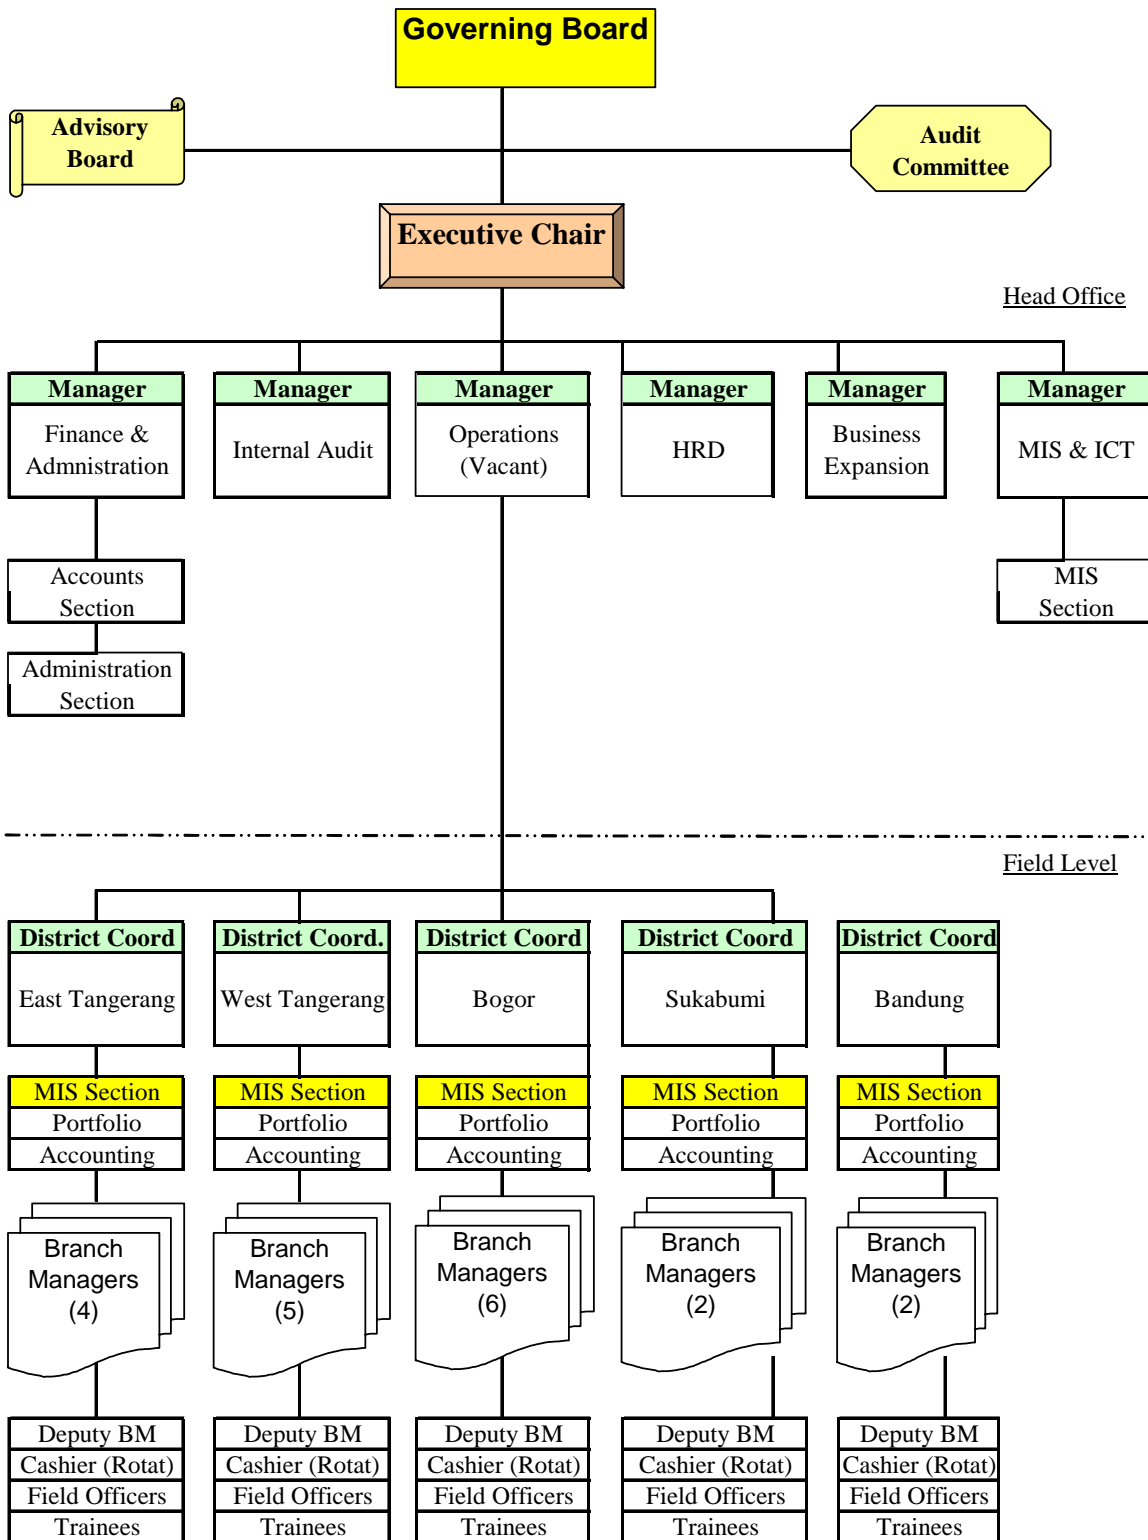 Governing Board
Advisory
Board
Audit
Committee
Executive Chair
Head Office
Manager
Finance &
Admnistration
Manager
Internal Audit
Manager
Operations
(Vacant)
Manager
HRD
Manager
Business
Expansion
Manager
MIS & ICT
Accounts
Section
Administration
Section
MIS
Section
Field Level
District Coord
East Tangerang
MIS Section
Portfolio
Accounting
Branch
Managers
(4)
Deputy BM
Cashier (Rotat)
Field Officers
Trainees
District Coord.
West Tangerang
MIS Section
Portfolio
Accounting
Branch
Managers
(5)
Deputy BM
Cashier (Rotat)
Field Officers
Trainees
District Coord
Bogor
MIS Section
Portfolio
Accounting
Branch
Managers
(6)
Deputy BM
Cashier (Rotat)
Field Officers
Trainees
District Coord
Sukabumi
MIS Section
Portfolio
Accounting
Branch
Managers
(2)
Deputy BM
Cashier (Rotat)
Field Officers
Trainees
District Coord
Bandung
MIS Section
Portfolio
Accounting
Branch
Managers
(2)
Deputy BM
Cashier (Rotat)
Field Officers
Trainees